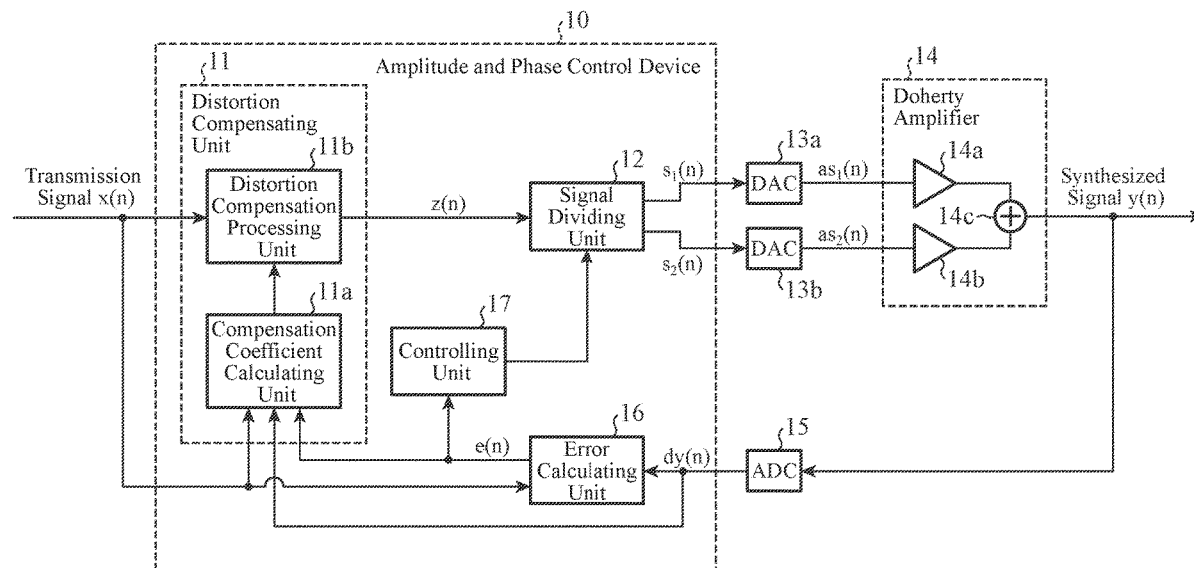 10
Amplitude and Phase Control Device
11
Distortion
Compensating
Unit
11b
Transmission
Signal x(n)
Distortion
Compensation
Processing
Unit
z(n)
12
Signal
Dividing
Unit
s1(n)
s2(n)
13a
DAC
as1(n)
DAC
13b
as2(n)
14
Doherty
Amplifier
14a
14c
14b
Synthesized
Signal y(n)
11a
Compensation
Coefficient
Calculating
Unit
17
Controlling
Unit
e(n)
16
Error
Calculating
Unit
dy(n)
15
ADC